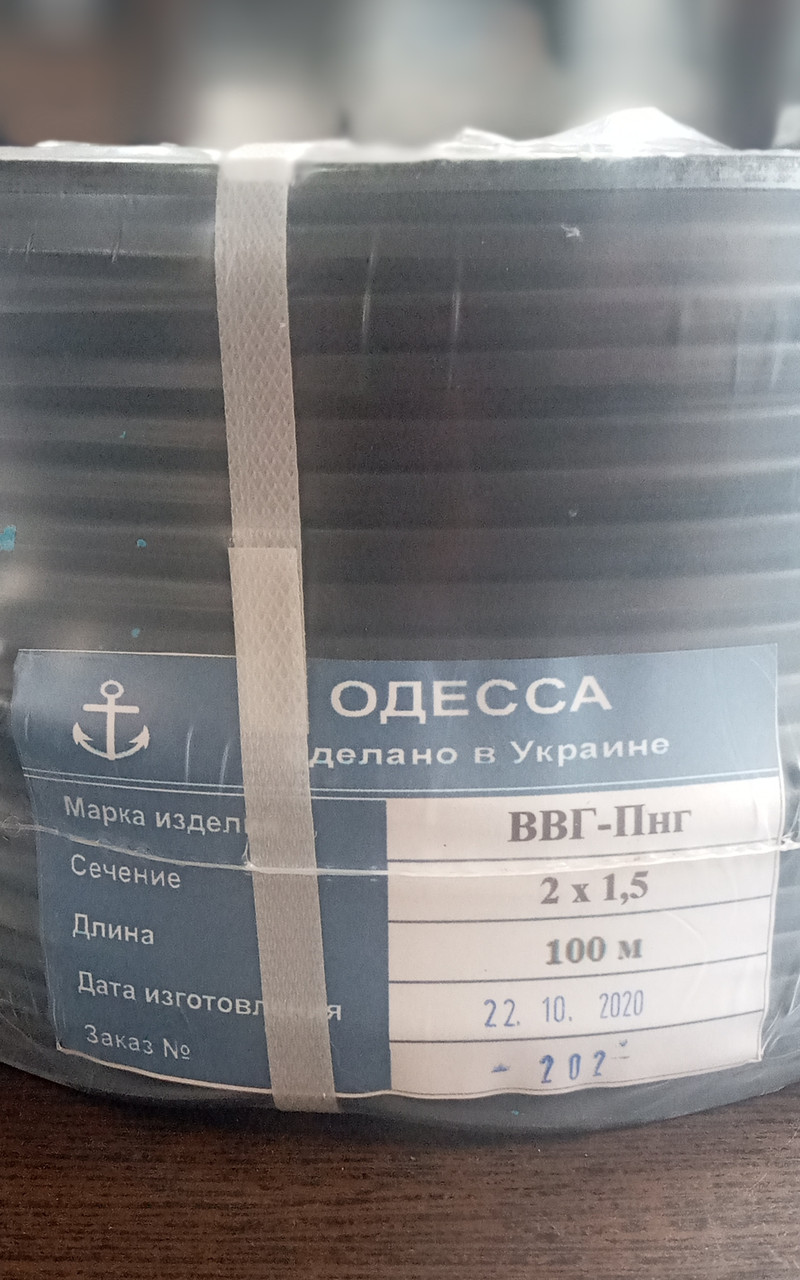 ОДЕССА
делано в Украине
Марка издел ВВГ-Пнг
Сечение 2 х 1,5
Длина 100 м
Дата изготовл я 22. 10. 2020
Заказ № 202